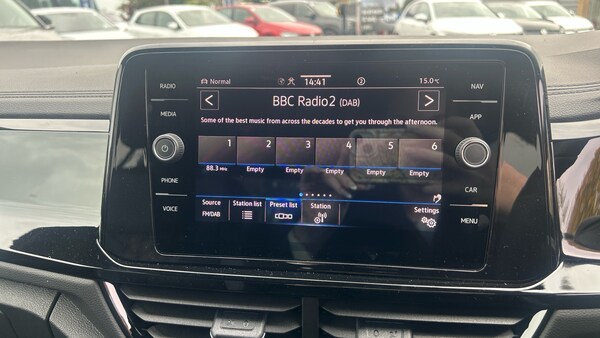 RADIO
MEDIA
PHONE
VOICE
Normal 14:41 2 15.0°C
< BBC Radio2 (DAB) >
Some of the best music from across the decades to get you through the afternoon.
1 2 3 4 5 6
88.3 MHz Empty Empty Empty Empty Empty
Source Station list Preset list Station Settings
FM/DAB
NAV
APP
CAR
MENU